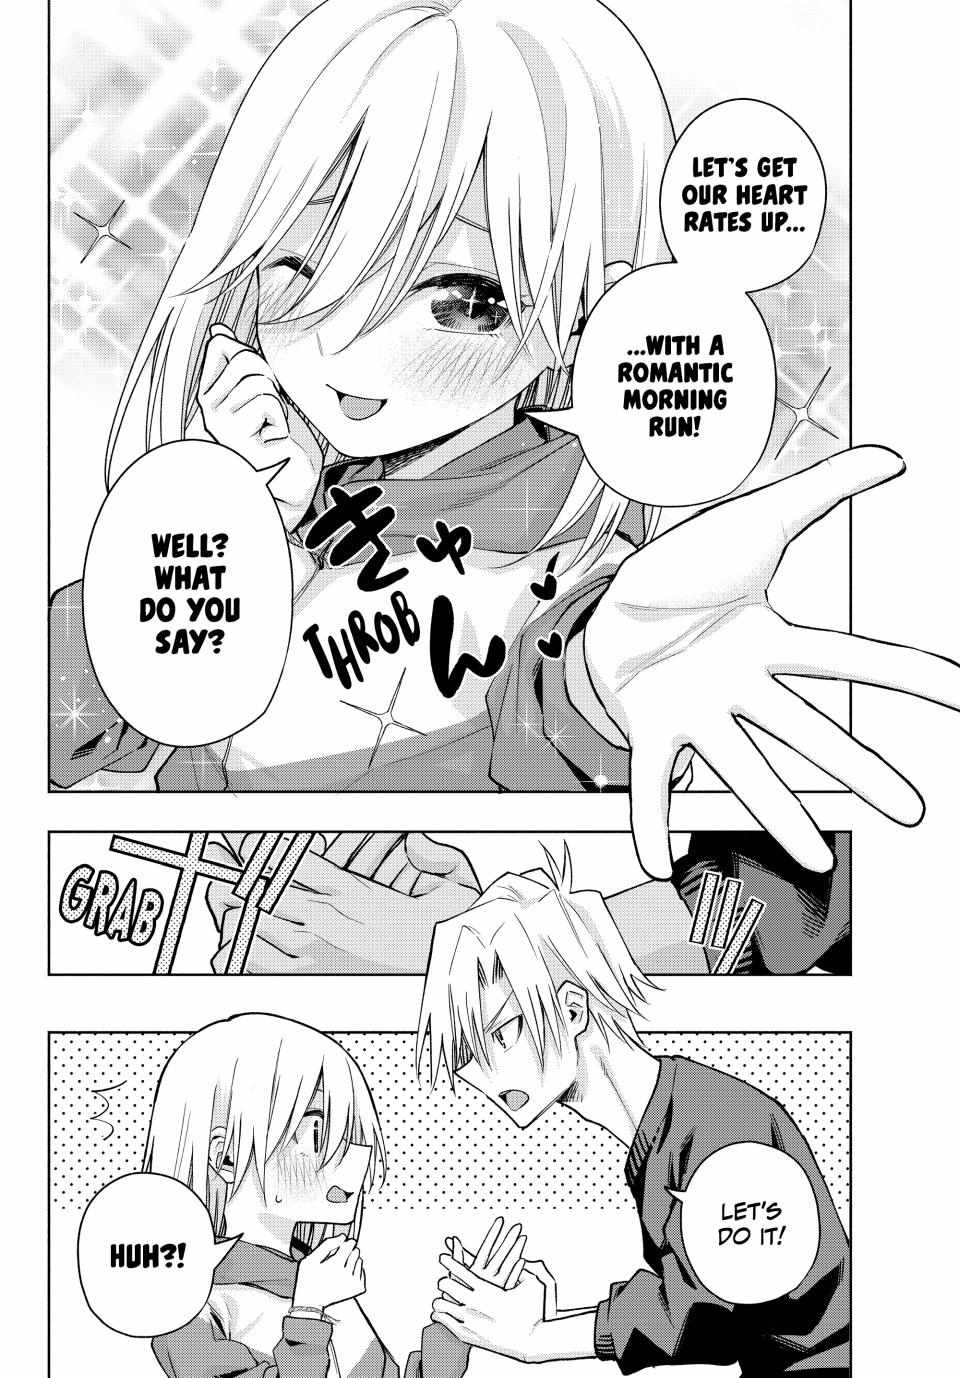 LET'S GET
OUR HEART
RATES UP...
...WITH A
ROMANTIC
MORNING
RUN!
WELL?
WHAT
DO YOU
SAY?
きゅん
THROB
GRAB
LET'S
DO IT!
HUH?!